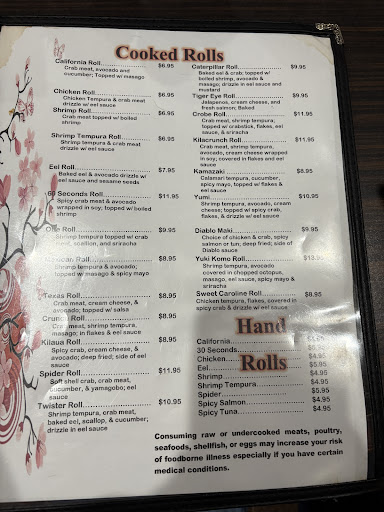 Cooked Rolls
California Roll.................$6.95
Crab meat, avocado and
cucumber; Topped w/ masago
Chicken Roll.....................$6.95
Chicken Tempura & crab meat
drizzle w/ eel sauce
Shrimp Roll......................$6.95
Crab meat topped w/ boiled
shrimp
Shrimp Tempura Roll.............$6.95
Shrimp tempura & crab meat
drizzle w/ eel sauce
Eel Roll.........................$7.95
Baked eel & avocado drizzle w/
eel sauce and sesame seeds
Seconds Roll.................$11.95
Spicy crab meat & avocado
wrapped in soy; topped w/ boiled
shrimp
Roll.........................$9.95
Shrimp tempura topped w/ crab
meat, scallion, and sriracha
Roll.................$8.95
Shrimp tempura & avocado;
topped w/ masago & spicy mayo
Texas Roll.......................$8.95
Crab meat, cream cheese, &
avocado; topped w/ salsa
Crunch Roll......................$8.95
Crab meat, shrimp tempura,
masago; in flakes & eel sauce
Kilaua Roll......................$8.95
Spicy crab, cream cheese, &
avocado; deep fried; side of eel
sauce
Spider Roll......................$11.95
Soft shell crab, crab meat,
cucumber, & yamagobo; eel
sauce
Twister Roll.....................$10.95
Shrimp tempura, crab meat,
baked eel, scallop, & cucumber;
drizzle in eel sauce
Caterpillar Roll.................$9.95
Baked eel & crab; topped w/
boiled shrimp, avocado &
masago; drizzle in eel sauce and
mustard
Tiger Eye Roll...................$9.95
Jalapenos, cream cheese, and
fresh salmon; Baked
Crobe Roll.......................$11.95
Crab meat, shrimp tempura;
topped w/ crabstick, flakes, eel
sauce, & sriracha
Kilacrunch Roll..................$11.95
Crab meat, shrimp tempura,
avocado, cream cheese wrapped
in soy; covered in flakes and eel
sauce
Kamazaki.........................$8.95
Calamari tempura, cucumber,
spicy mayo, topped w/ flakes &
eel sauce
Yumi.............................$10.95
Shrimp tempura, avocado, cream
cheese; topped w/ spicy crab,
flakes, & drizzle w/ eel sauce
Diablo Maki......................$9.95
Choice of chicken & crab, spicy
salmon or tun; deep fried; side of
Diablo sauce
Yuki Komo Roll...................$13.95
Shrimp tempura, avocado
covered in chopped octopus,
masago, eel sauce, spicy mayo &
sriracha
Sweet Caroline Roll..............$8.95
Chicken tempura, flakes, covered in
spicy crab & drizzle w/ eel sauce
Hand
Rolls
California
30 Seconds
Chicken..........................$4.95
Eel..............................$5.95
Shrimp...........................$4.95
Shrimp Tempura...................$4.95
Spider...........................$5.95
Spicy Salmon.....................$4.95
Spicy Tuna.......................$4.95
Consuming raw or undercooked meats, poultry,
seafoods, shellfish, or eggs may increase your risk
of foodborne illness especially if you have certain
medical conditions.